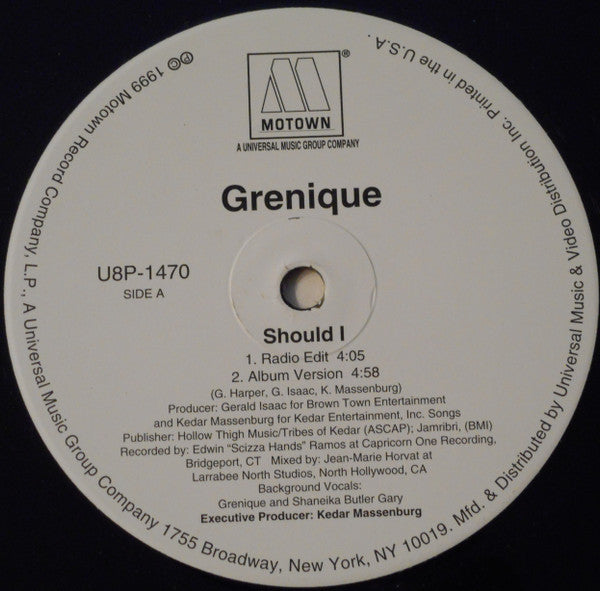 MOTOWN ®
A UNIVERSAL MUSIC GROUP COMPANY
Grenique
U8P-1470
SIDE A
Should I
1. Radio Edit 4:05
2. Album Version 4:58
(G. Harper, G. Isaac, K. Massenburg)
Producer: Gerald Isaac for Brown Town Entertainment
and Kedar Massenburg for Kedar Entertainment, Inc. Songs
Publisher: Hollow Thigh Music/Tribes of Kedar (ASCAP); Jamribri, (BMI)
Recorded by: Edwin “Scizza Hands” Ramos at Capricorn One Recording,
Bridgeport, CT Mixed by: Jean-Marie Horvat at
Larrabee North Studios, North Hollywood, CA
Background Vocals:
Grenique and Shaneika Butler Gary
Executive Producer: Kedar Massenburg
℗ © 1999 Motown Record Company, L.P., A Universal Music Group Company 1755 Broadway, New York, NY 10019. Mfd. & Distributed by Universal Music & Video Distribution Inc. Printed in the U.S.A.